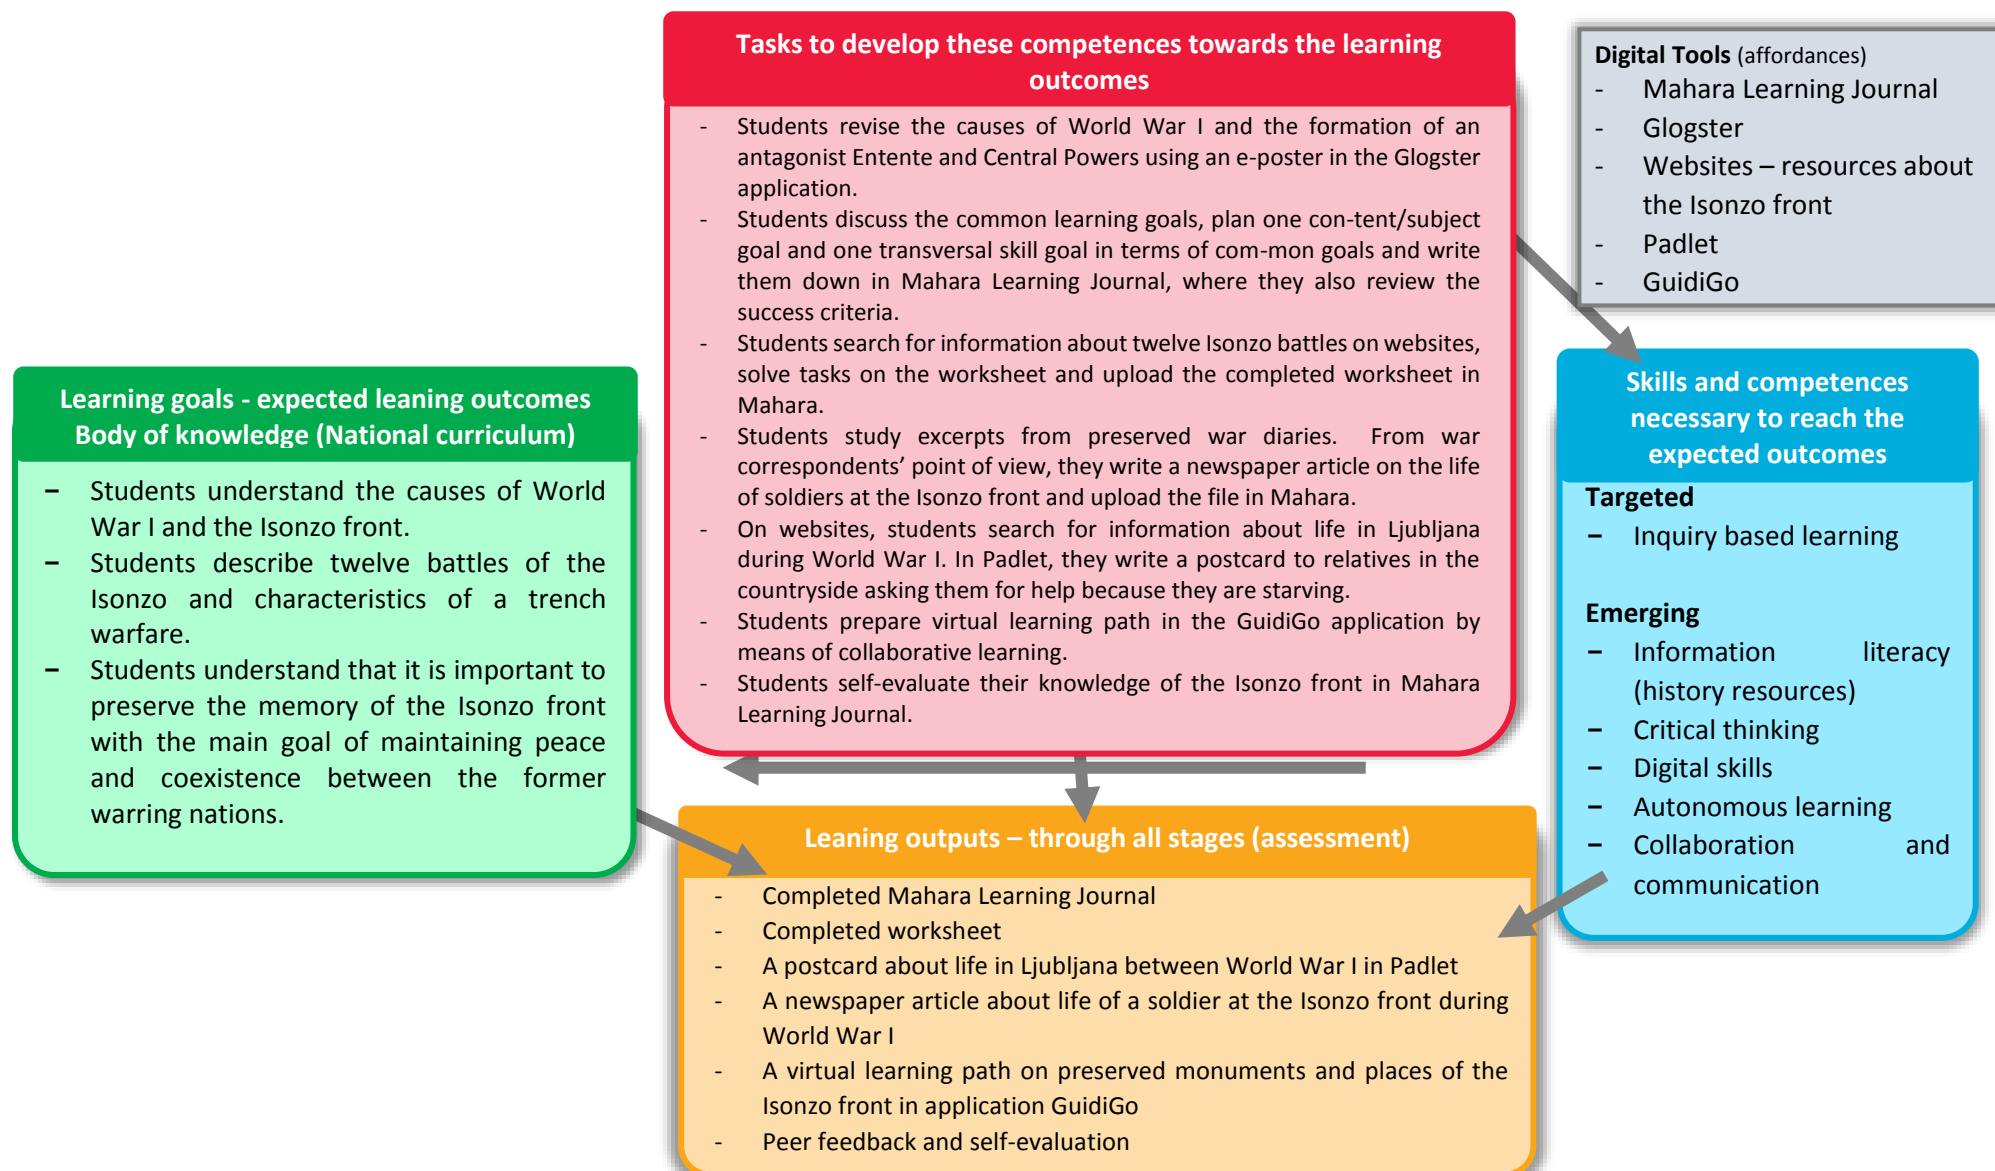 Tasks to develop these competences towards the learning
outcomes
- Students revise the causes of World War I and the formation of an
antagonist Entente and Central Powers using an e-poster in the Glogster
application.
- Students discuss the common learning goals, plan one con-tent/subject
goal and one transversal skill goal in terms of com-mon goals and write
them down in Mahara Learning Journal, where they also review the
success criteria.
- Students search for information about twelve Isonzo battles on websites,
solve tasks on the worksheet and upload the completed worksheet in
Mahara.
- Students study excerpts from preserved war diaries. From war
correspondents’ point of view, they write a newspaper article on the life
of soldiers at the Isonzo front and upload the file in Mahara.
- On websites, students search for information about life in Ljubljana
during World War I. In Padlet, they write a postcard to relatives in the
countryside asking them for help because they are starving.
- Students prepare virtual learning path in the GuidiGo application by
means of collaborative learning.
- Students self-evaluate their knowledge of the Isonzo front in Mahara
Learning Journal.
Digital Tools (affordances)
- Mahara Learning Journal
- Glogster
- Websites – resources about
the Isonzo front
- Padlet
- GuidiGo
Learning goals - expected leaning outcomes
Body of knowledge (National curriculum)
– Students understand the causes of World
War I and the Isonzo front.
– Students describe twelve battles of the
Isonzo and characteristics of a trench
warfare.
– Students understand that it is important to
preserve the memory of the Isonzo front
with the main goal of maintaining peace
and coexistence between the former
warring nations.
Skills and competences
necessary to reach the
expected outcomes
Targeted
– Inquiry based learning
Emerging
– Information literacy
(history resources)
– Critical thinking
– Digital skills
– Autonomous learning
– Collaboration and
communication
Leaning outputs – through all stages (assessment)
- Completed Mahara Learning Journal
- Completed worksheet
- A postcard about life in Ljubljana between World War I in Padlet
- A newspaper article about life of a soldier at the Isonzo front during
World War I
- A virtual learning path on preserved monuments and places of the
Isonzo front in application GuidiGo
- Peer feedback and self-evaluation